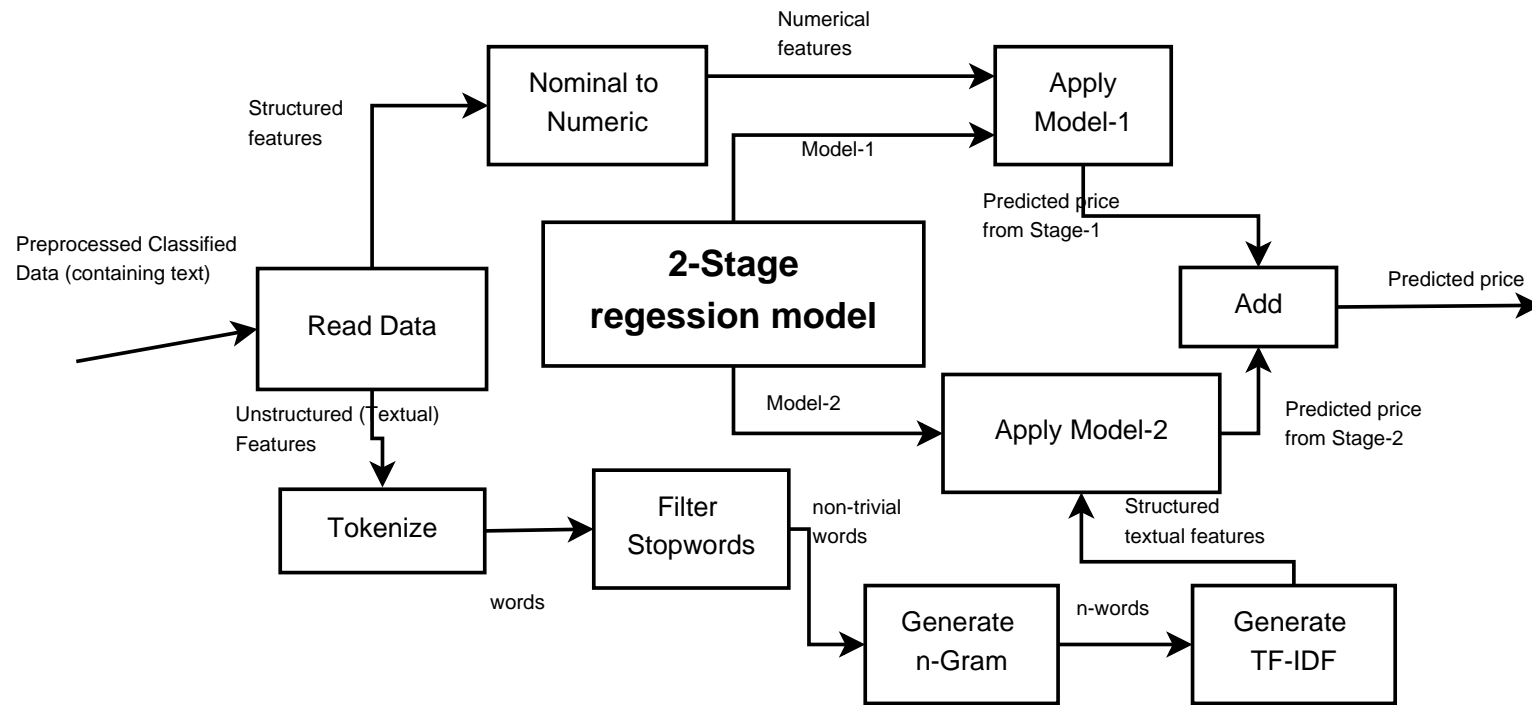 Numerical
features
Nominal to
Numeric
Apply
Model-1
Structured
features
Model-1
Predicted price
from Stage-1
Preprocessed Classified
Data (containing text)
2-Stage
regession model
Read Data
Add
Predicted price
Unstructured (Textual)
Features
Model-2
Apply Model-2
Predicted price
from Stage-2
Tokenize
words
Filter
Stopwords
non-trivial
words
Structured
textual features
Generate
n-Gram
n-words
Generate
TF-IDF